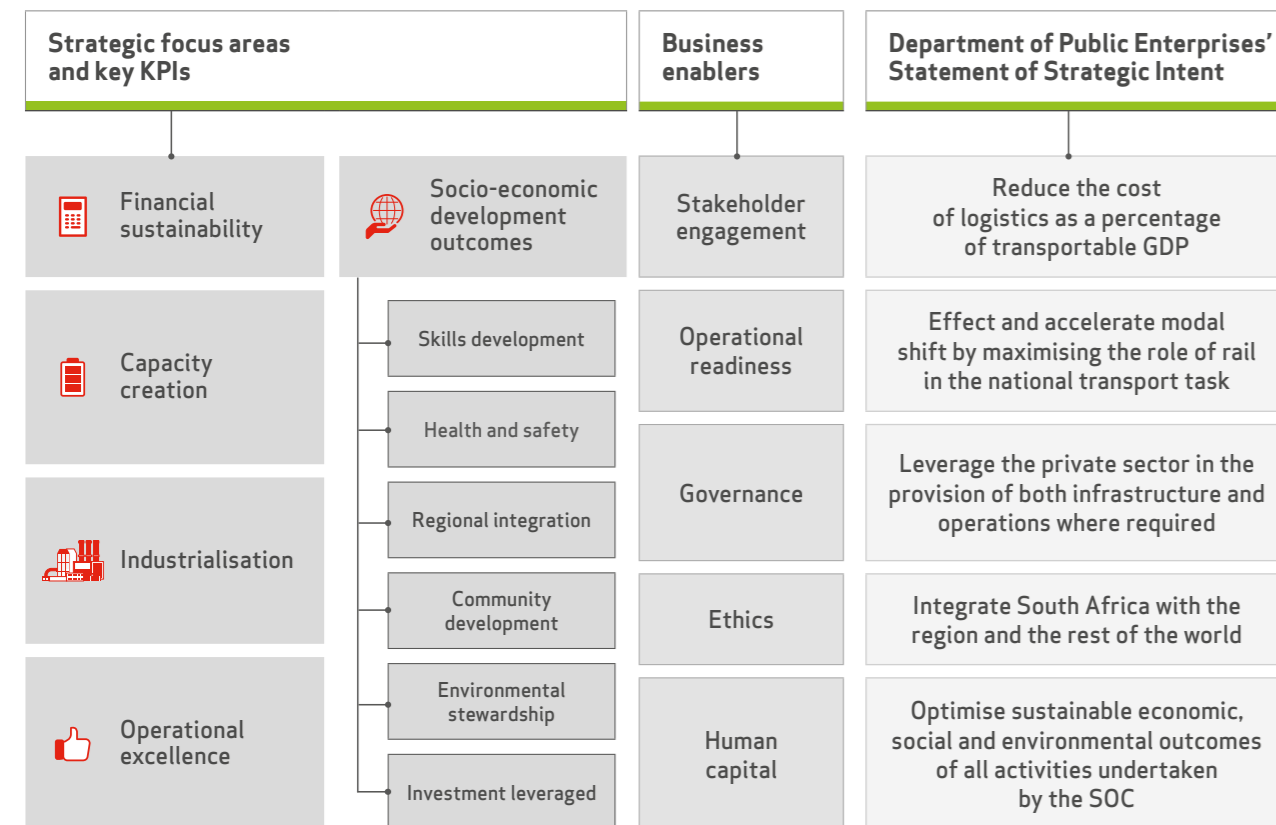 Strategic focus areas
and key KPIs
Business
enablers
Department of Public Enterprises’
Statement of Strategic Intent
Financial
sustainability
Capacity
creation
Industrialisation
Operational
excellence
Socio-economic
development
outcomes
Skills development
Health and safety
Regional integration
Community
development
Environmental
stewardship
Investment leveraged
Stakeholder
engagement
Operational
readiness
Governance
Ethics
Human
capital
Reduce the cost
of logistics as a percentage
of transportable GDP
Effect and accelerate modal
shift by maximising the role of rail
in the national transport task
Leverage the private sector in the
provision of both infrastructure and
operations where required
Integrate South Africa with the
region and the rest of the world
Optimise sustainable economic,
social and environmental outcomes
of all activities undertaken
by the SOC